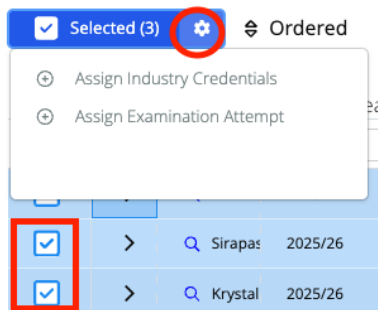 Selected (3)
Ordered
Assign Industry Credentials
Assign Examination Attempt
Sirapas 2025/26
Krystal 2025/26